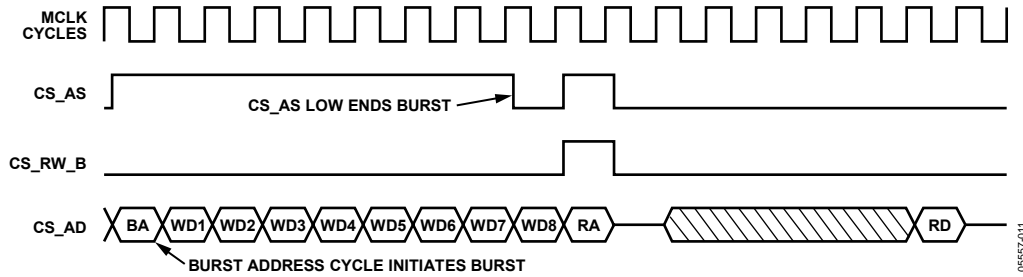 MCLK
CYCLES
CS_AS
CS_AS LOW ENDS BURST
CS_RW_B
CS_AD
BA WD1 WD2 WD3 WD4 WD5 WD6 WD7 WD8 RA RD
BURST ADDRESS CYCLE INITIATES BURST
05557-011